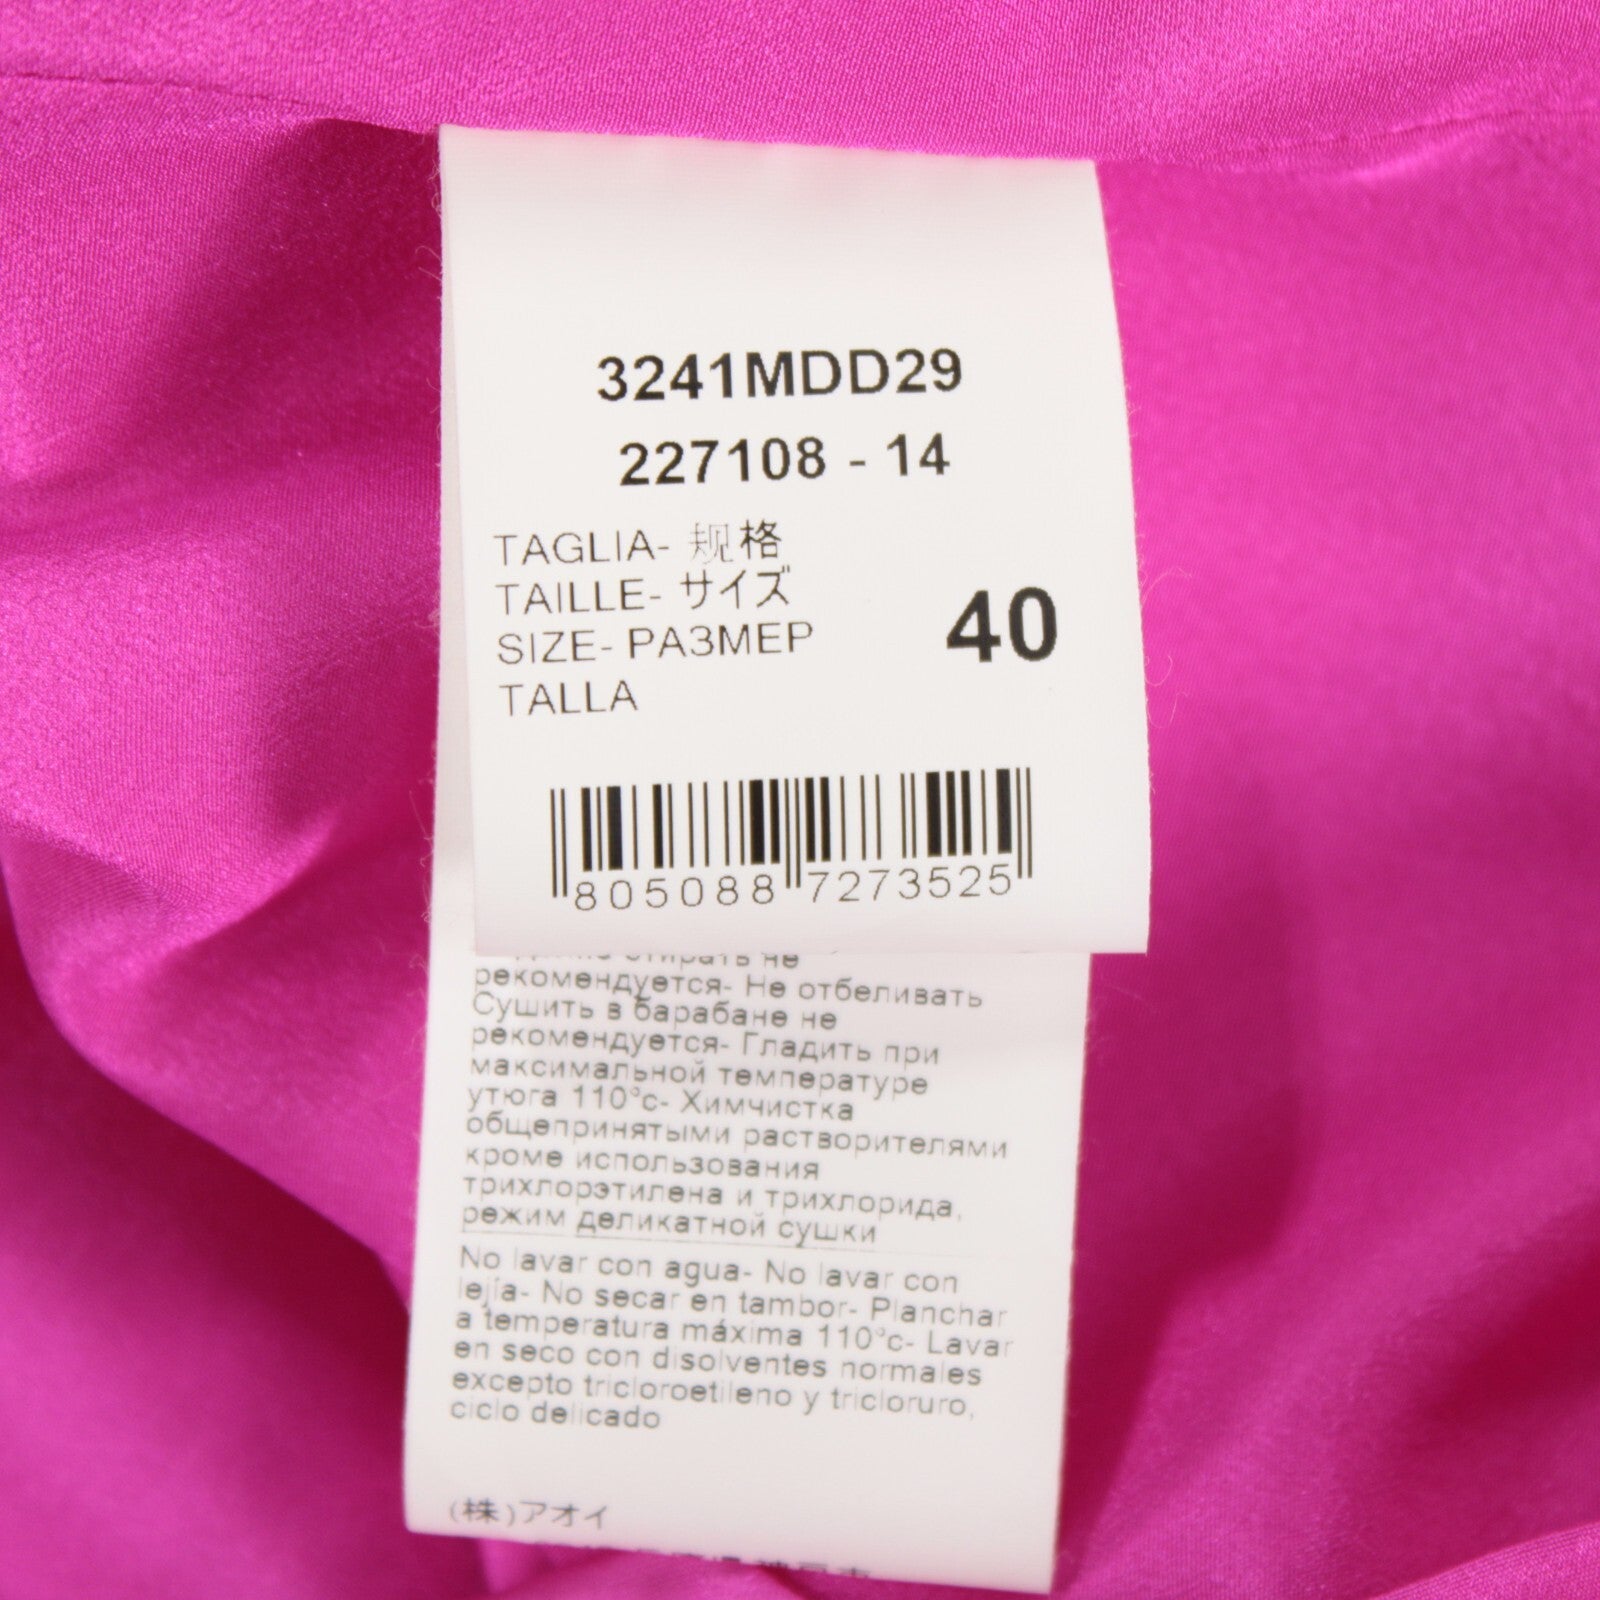 3241MDD29
227108 - 14
TAGLIA- 规格
TAILLE- サイズ
SIZE- РАЗМЕР
TALLA
40
805088 7273525
стирать не
рекомендуется- Не отбеливать
Сушить в барабане не
рекомендуется- Гладить при
максимальной температуре
утюга 110°c- Химчистка
общепринятыми растворителями
кроме использования
трихлорэтилена и трихлорида,
режим деликатной сушки
No lavar con agua- No lavar con
lejía- No secar en tambor- Planchar
a temperatura máxima 110°c- Lavar
en seco con disolventes normales
excepto tricloroetileno y tricloruro,
ciclo delicado
(株)アオイ